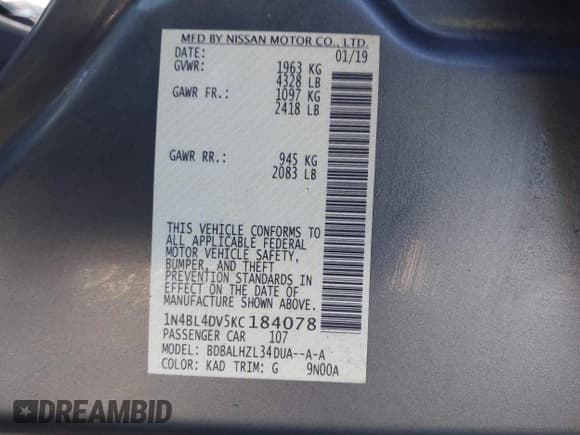 MFD BY NISSAN MOTOR CO., LTD.
DATE: 01/19
GVWR: 1963 KG
4328 LB
GAWR FR.: 1097 KG
2418 LB
GAWR RR.: 945 KG
2083 LB
THIS VEHICLE CONFORMS TO
ALL APPLICABLE FEDERAL
MOTOR VEHICLE SAFETY,
BUMPER, AND THEFT
PREVENTION STANDARDS IN
EFFECT ON THE DATE OF
MANUFACTURE SHOWN ABOVE.
1N4BL4DV5KC184078
PASSENGER CAR 107
MODEL: BDBALHZL34DUA--A-A
COLOR: KAD TRIM: G 9N00A
DREAMBID